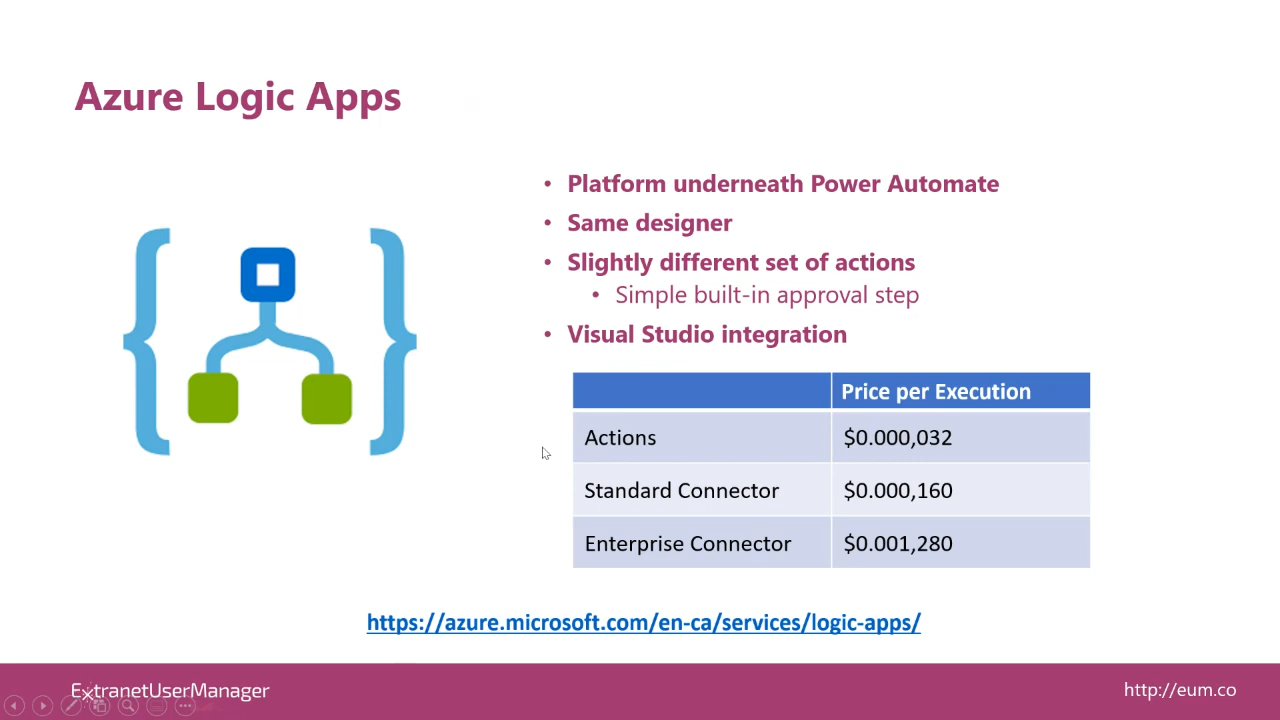 Azure Logic Apps
• Platform underneath Power Automate
• Same designer
• Slightly different set of actions
• Simple built-in approval step
• Visual Studio integration
Price per Execution
Actions $0.000,032
Standard Connector $0.000,160
Enterprise Connector $0.001,280
https://azure.microsoft.com/en-ca/services/logic-apps/
ExtranetUserManager
http://eum.co